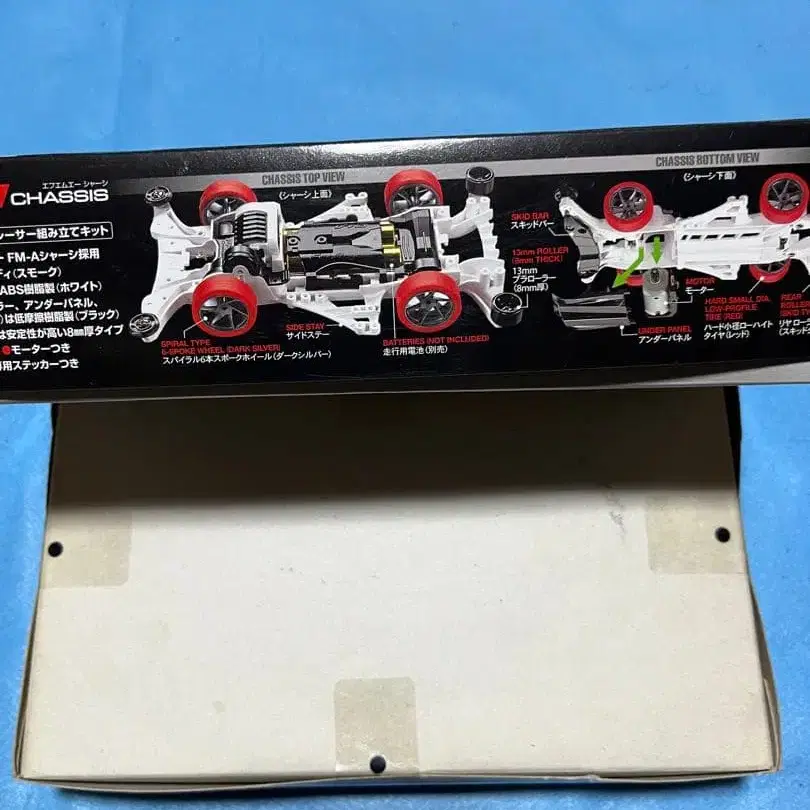 エフエムエー シャーシ
CHASSIS
レーサー組み立てキット
FM-Aシャーシ採用
ディ(スモーク)
ABS樹脂製(ホワイト)
ラー、アンダーパネル、
)は低摩擦樹脂製(ブラック)
は安定性が高い8mm厚タイプ
モーターつき
専用ステッカーつき
CHASSIS TOP VIEW
(シャーシ上面)
SPIRAL TYPE
6-SPOKE WHEEL (DARK SILVER)
スパイラル6本スポークホイール(ダークシルバー)
SIDE STAY
サイドステー
BATTERIES (NOT INCLUDED)
走行用電池(別売)
CHASSIS BOTTOM VIEW
(シャーシ下面)
SKID BAR
スキッドバー
13mm ROLLER
(8mm THICK)
13mm
プラローラー
(8mm厚)
MOTOR
モーター
UNDER PANEL
アンダーパネル
HARD SMALL DIA.
LOW-PROFILE
TIRE (RED)
ハード小径ローハイト
タイヤ(レッド)
REAR
ROLLER
(SKID TY
リヤロー
(スキッド